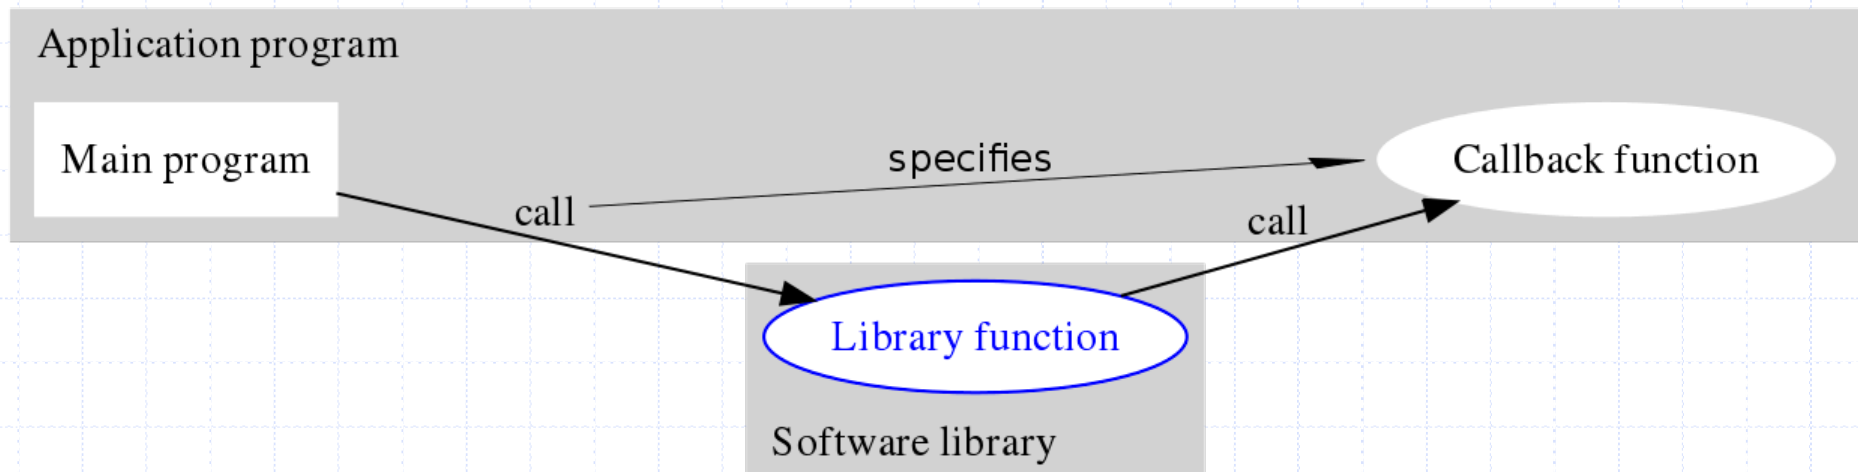 Application program
Main program
specifies
Callback function
call
call
Library function
Software library